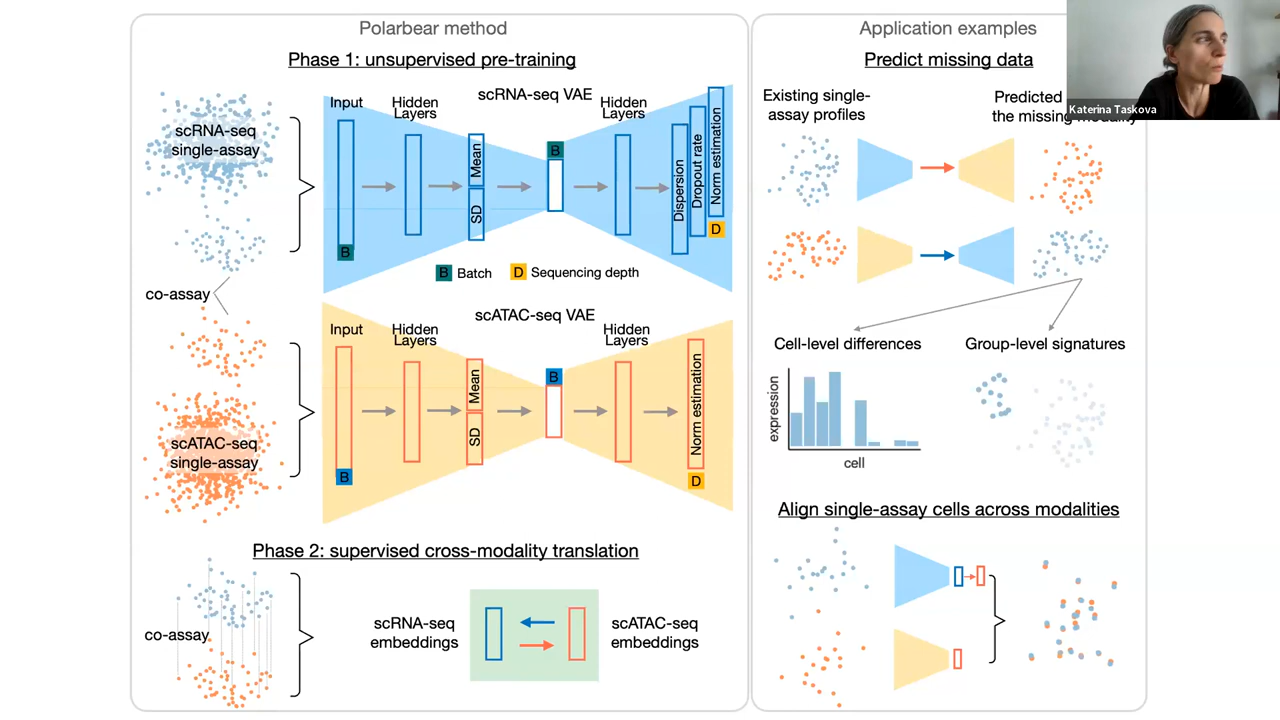 Polarbear method
Phase 1: unsupervised pre-training
scRNA-seq
single-assay
co-assay
scATAC-seq
single-assay
scRNA-seq VAE
Input
Hidden
Layers
Mean
SD
B
B
Hidden
Layers
Dispersion
Dropout rate
Norm estimation
D
B Batch
D Sequencing depth
scATAC-seq VAE
Input
Hidden
Layers
Mean
SD
B
B
Hidden
Layers
Norm estimation
D
Phase 2: supervised cross-modality translation
co-assay
scRNA-seq
embeddings
scATAC-seq
embeddings
Application examples
Predict missing data
Existing single-
assay profiles
Predicted
the missing
Katerina Taskova
Cell-level differences
Group-level signatures
expression
cell
Align single-assay cells across modalities